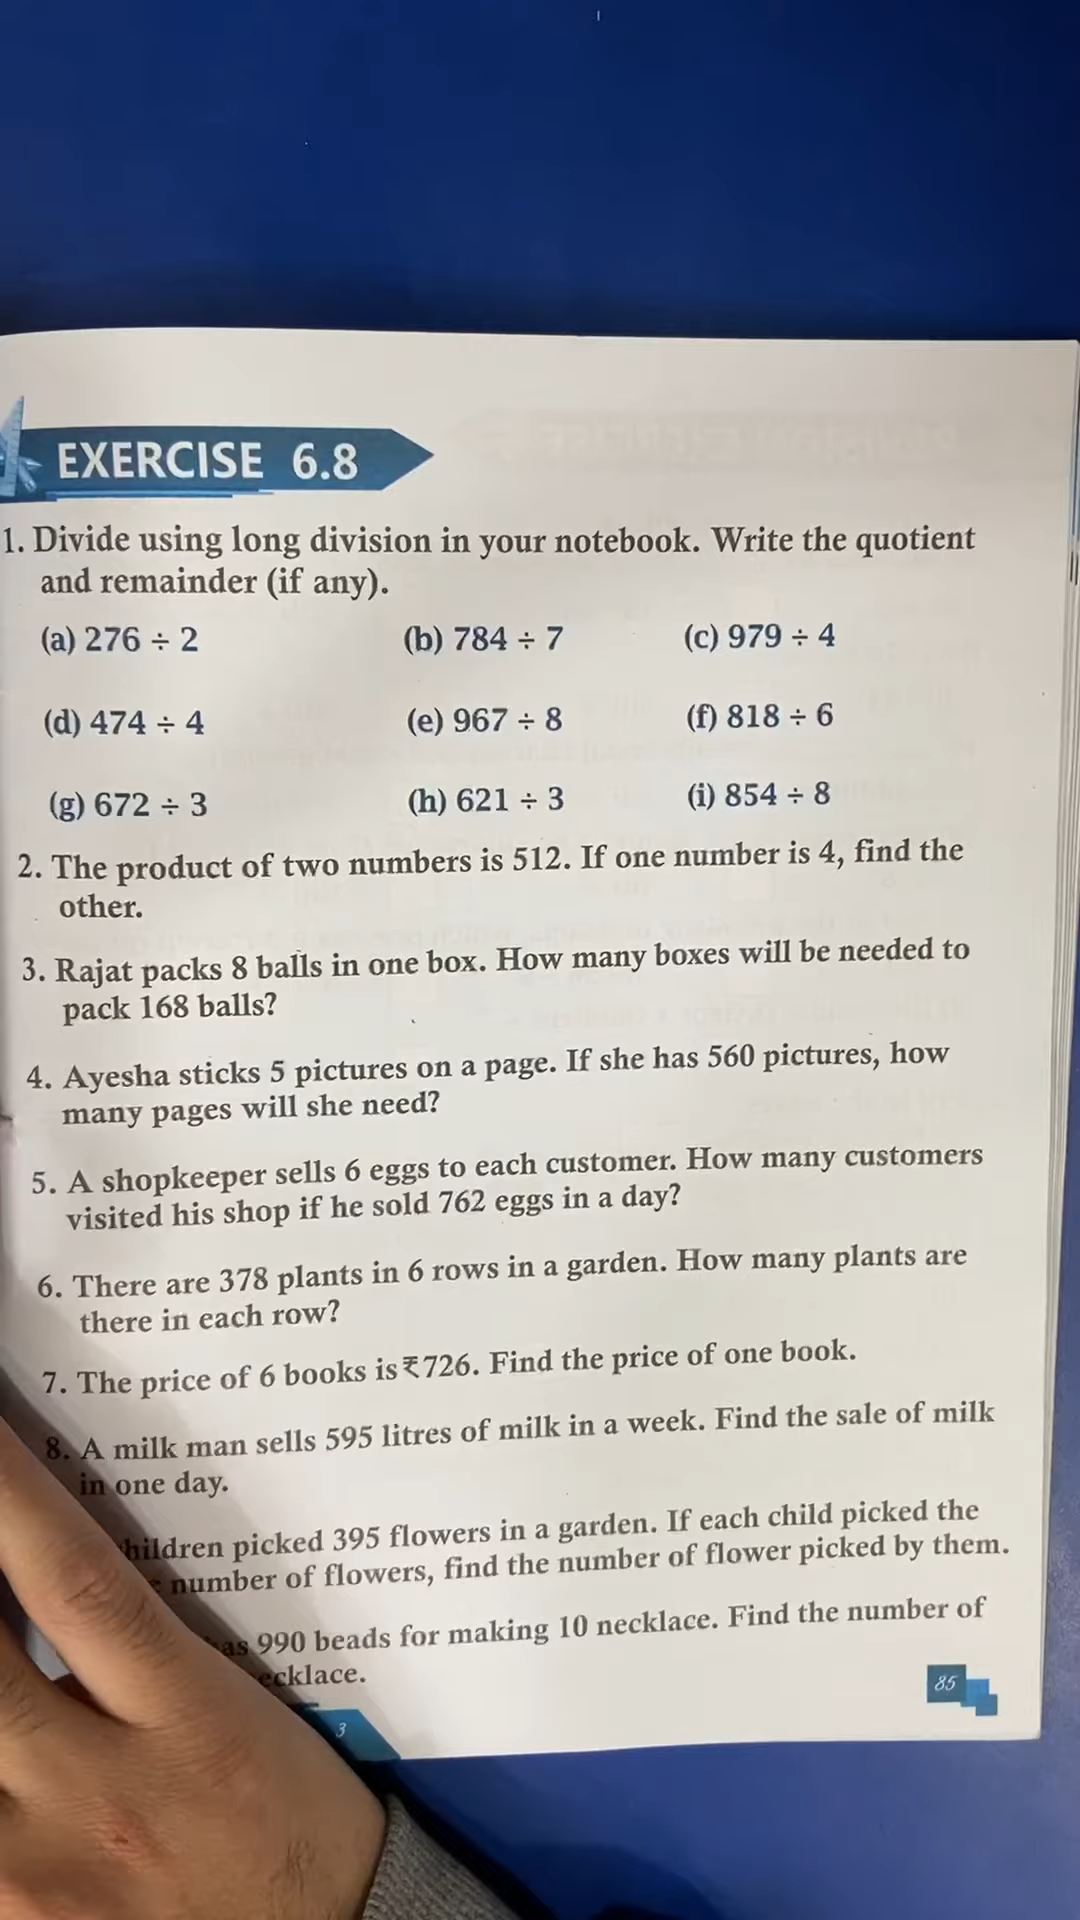 EXERCISE 6.8
1. Divide using long division in your notebook. Write the quotient
and remainder (if any).
(a) 276 ÷ 2 (b) 784 ÷ 7 (c) 979 ÷ 4
(d) 474 ÷ 4 (e) 967 ÷ 8 (f) 818 ÷ 6
(g) 672 ÷ 3 (h) 621 ÷ 3 (i) 854 ÷ 8
2. The product of two numbers is 512. If one number is 4, find the
other.
3. Rajat packs 8 balls in one box. How many boxes will be needed to
pack 168 balls?
4. Ayesha sticks 5 pictures on a page. If she has 560 pictures, how
many pages will she need?
5. A shopkeeper sells 6 eggs to each customer. How many customers
visited his shop if he sold 762 eggs in a day?
6. There are 378 plants in 6 rows in a garden. How many plants are
there in each row?
7. The price of 6 books is ₹726. Find the price of one book.
8. A milk man sells 595 litres of milk in a week. Find the sale of milk
in one day.
hildren picked 395 flowers in a garden. If each child picked the
number of flowers, find the number of flower picked by them.
as 990 beads for making 10 necklace. Find the number of
ecklace.
85
3